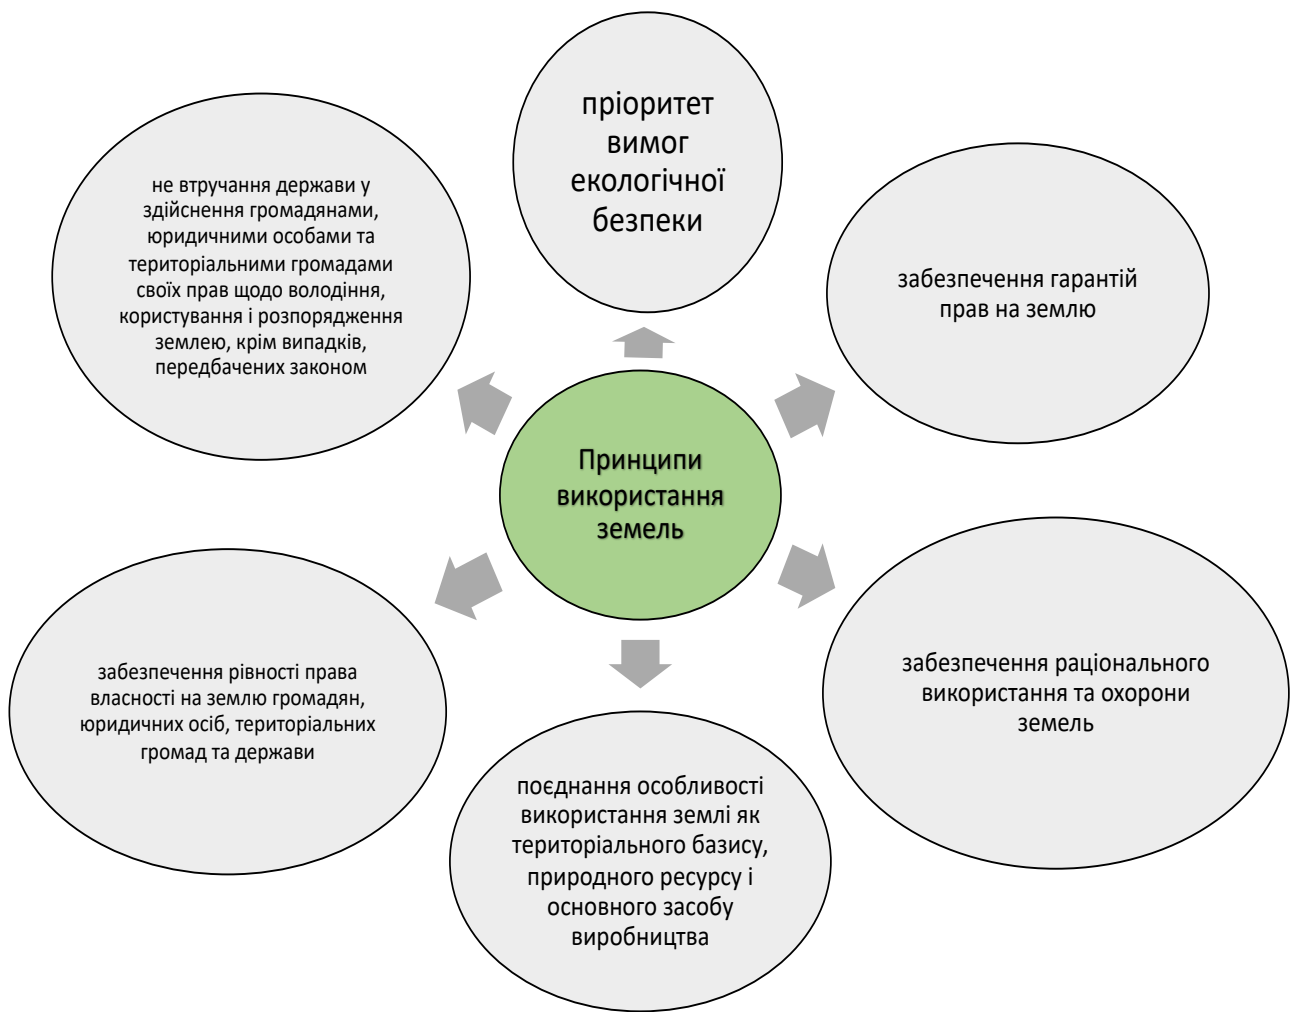 пріоритет
вимог
екологічної
безпеки
не втручання держави у
здійснення громадянами,
юридичними особами та
територіальними громадами
своїх прав щодо володіння,
користування і розпорядження
землею, крім випадків,
передбачених законом
забезпечення гарантій
прав на землю
Принципи
використання
земель
забезпечення рівності права
власності на землю громадян,
юридичних осіб, територіальних
громад та держави
забезпечення раціонального
використання та охорони
земель
поєднання особливості
використання землі як
територіального базису,
природного ресурсу і
основного засобу
виробництва